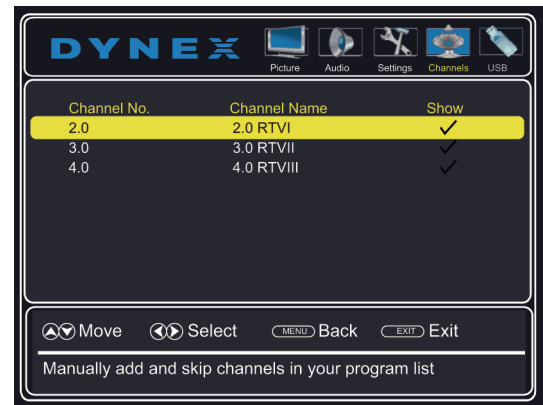 DYNEX
Picture Audio Settings Channels USB
Channel No. Channel Name Show
2.0 2.0 RTVI
3.0 3.0 RTVII
4.0 4.0 RTVIII
Move Select MENU Back EXIT Exit
Manually add and skip channels in your program list